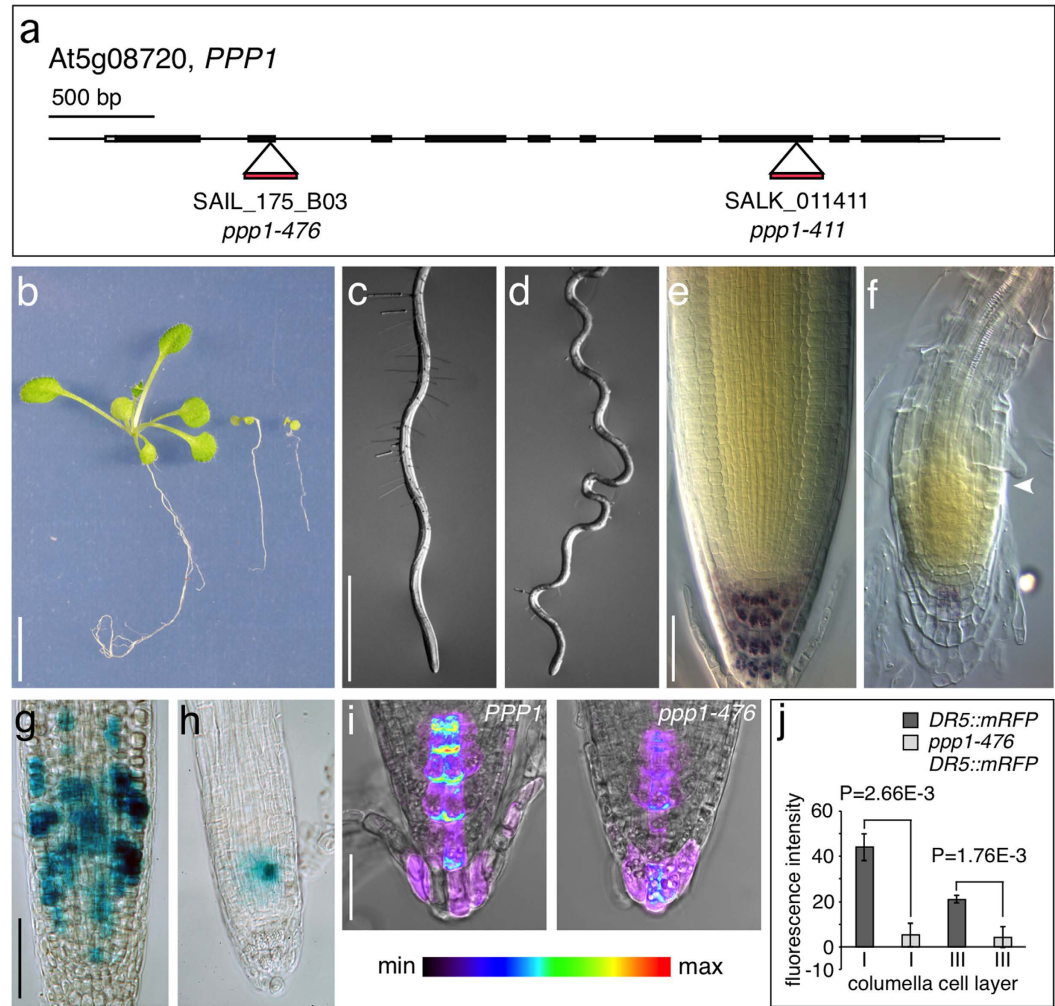 a
At5g08720, PPP1
500 bp
SAIL_175_B03
ppp1-476
SALK_011411
ppp1-411
b
c
d
e
f
g
h
i
PPP1
ppp1-476
min
max
j
DR5::mRFP
ppp1-476
DR5::mRFP
P=2.66E-3
P=1.76E-3
fluorescence intensity
60
40
20
0
-10
I
I
III
III
columella cell layer